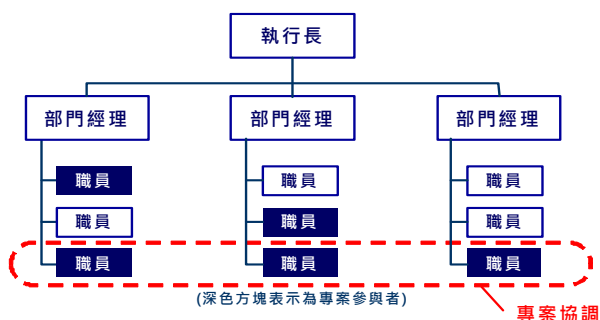 執行長
部門經理 部門經理 部門經理
職員 職員 職員
職員 職員 職員
職員 職員 職員
(深色方塊表示為專案參與者)
專案協調